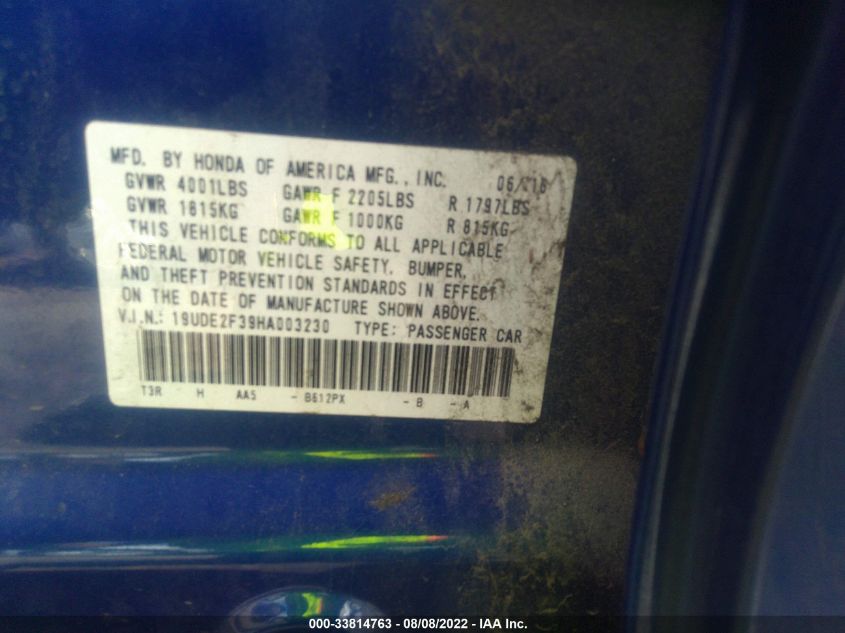 MFD. BY HONDA OF AMERICA MFG., INC. 06/16
GVWR 4001LBS GAWR F 2205LBS R 1797LBS
GVWR 1815KG GAWR F 1000KG R 815KG
THIS VEHICLE CONFORMS TO ALL APPLICABLE
FEDERAL MOTOR VEHICLE SAFETY, BUMPER,
AND THEFT PREVENTION STANDARDS IN EFFECT
ON THE DATE OF MANUFACTURE SHOWN ABOVE.
V.I.N.: 19UDE2F39HA003230 TYPE: PASSENGER CAR
T3R H AA5 - B612PX - B - A
000-33814763 - 08/08/2022 - IAA Inc.